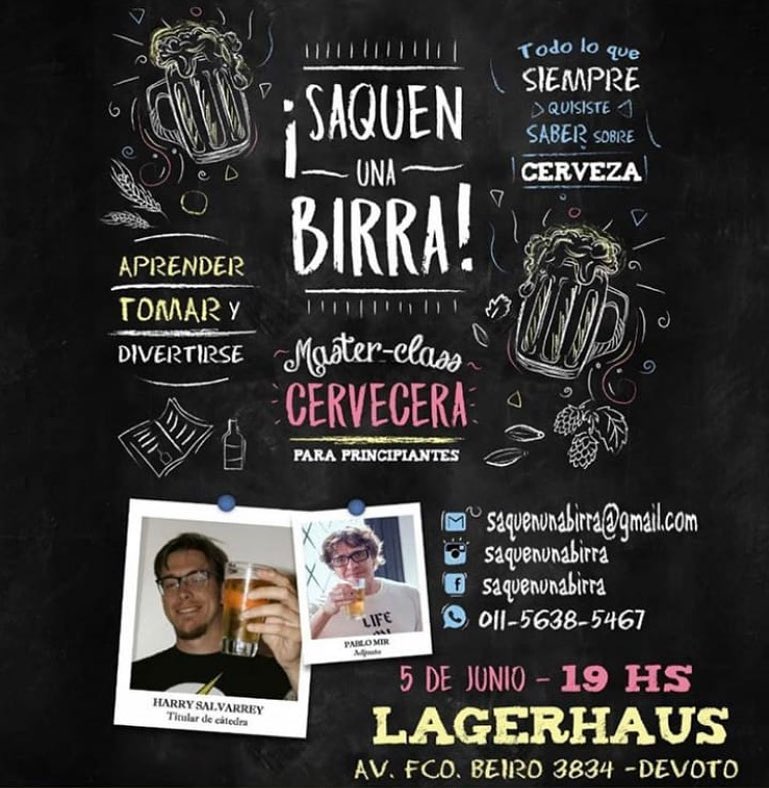 ¡SAQUEN
UNA
BIRRA!
Todo lo que
SIEMPRE
QUISISTE
SABER SOBRE
CERVEZA
APRENDER
TOMAR Y
DIVERTIRSE
Master-class
CERVECERA
PARA PRINCIPIANTES
HARRY SALVARREY
Titular de cátedra
LIFE
PABLO MIR
Adjunto
saquenunabirra@gmail.com
saquenunabirra
saquenunabirra
011-5638-5467
5 DE JUNIO - 19 HS
LAGERHAUS
AV. FCO. BEIRO 3834 - DEVOTO